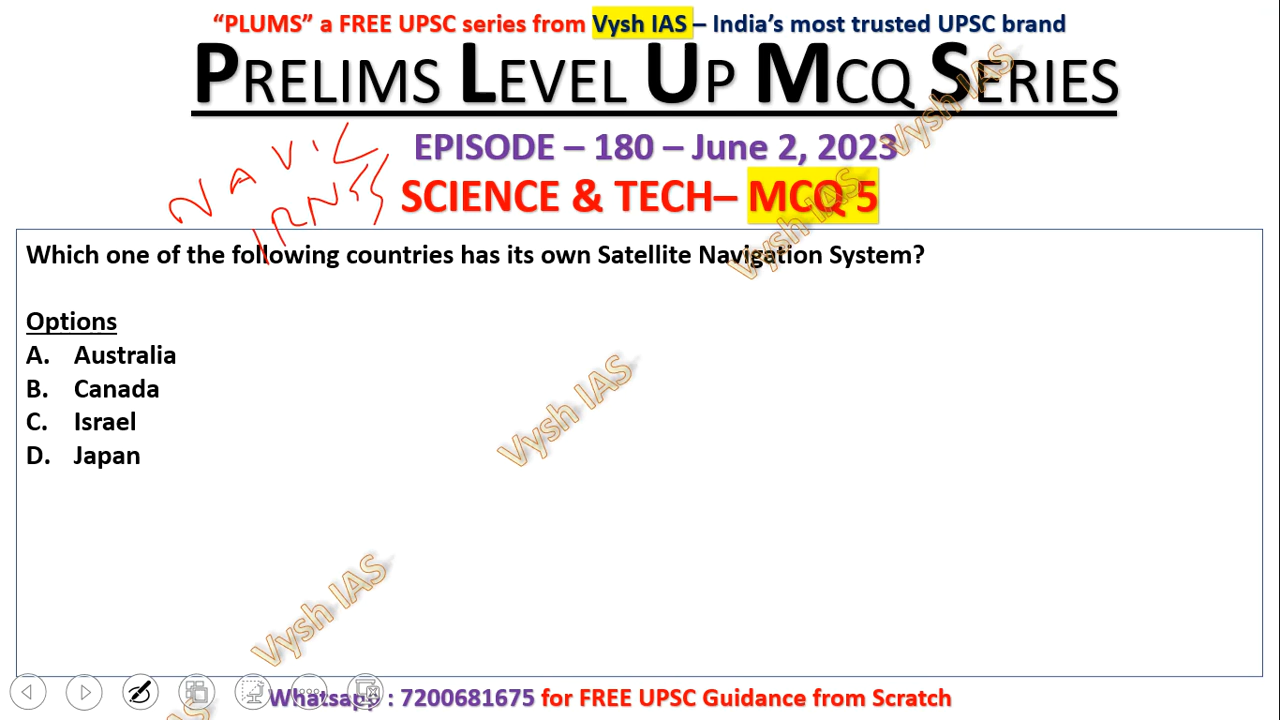 “PLUMS” a FREE UPSC series from Vysh IAS – India’s most trusted UPSC brand
PRELIMS LEVEL UP MCQ SERIES
EPISODE – 180 – June 2, 2023
NAVIC
IRNSS
SCIENCE & TECH– MCQ 5
Which one of the following countries has its own Satellite Navigation System?
Options
A. Australia
B. Canada
C. Israel
D. Japan
Vysh IAS
Vysh IAS
Vysh IAS
Vysh IAS
IAS
Whatsapp : 7200681675 for FREE UPSC Guidance from Scratch